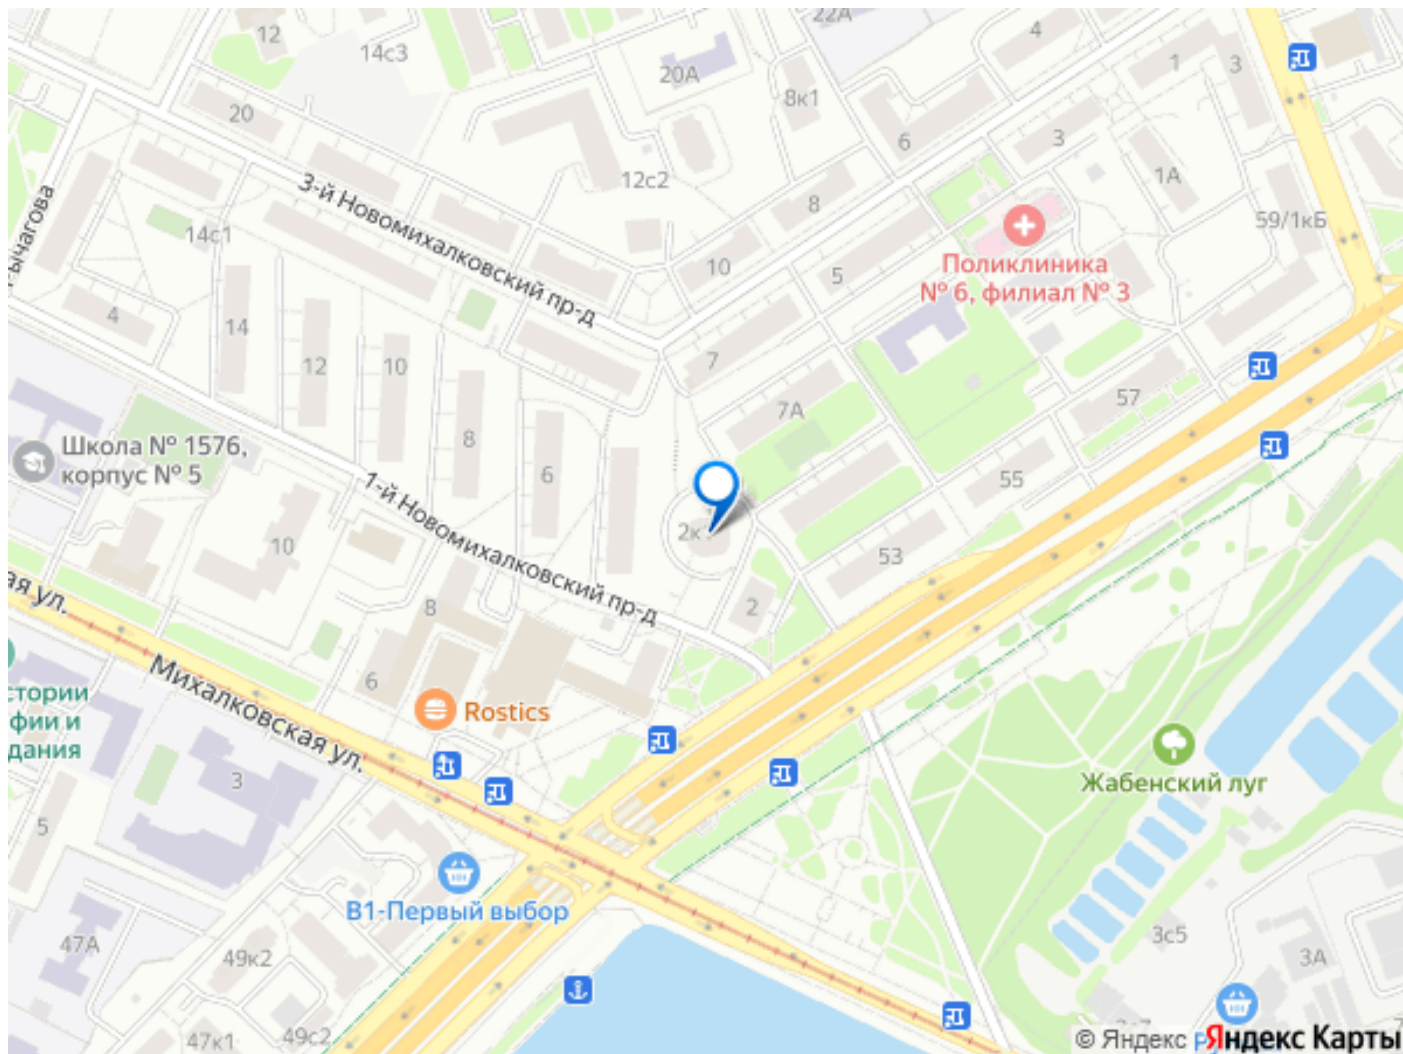 22А
4
12
14с3
20А
1
3
8к1
20
6
3
12с2
1А
3-й Новомихалковский пр-д
8
59/1кБ
14с1
Поликлиника
№ 6, филиал № 3
10
5
4
14
12
10
7
57
7А
8
Школа № 1576,
корпус № 5
6
55
1-й Новомихалковский пр-д
2к
10
53
8
2
ая ул.
6
стории
фии и
дания
Rostics
Михалковская ул.
3
Жабенский луг
5
В1-Первый выбор
47А
49к2
3с5
3А
47к1
49с2
© Яндекс
Яндекс Карты